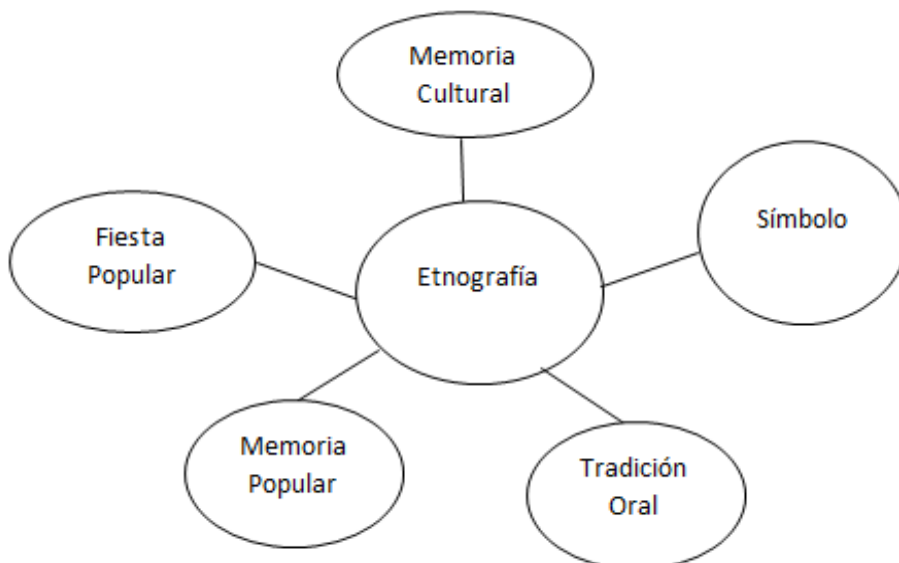 Memoria
Cultural
Símbolo
Fiesta
Popular
Etnografía
Memoria
Popular
Tradición
Oral